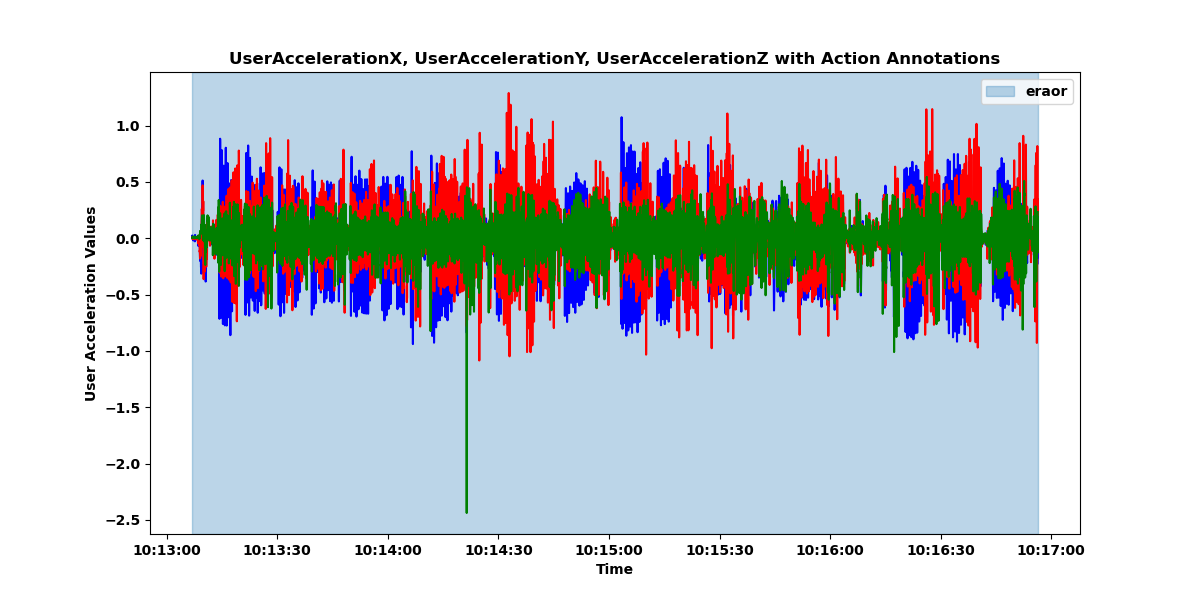 UserAccelerationX, UserAccelerationY, UserAccelerationZ with Action Annotations
eraor
User Acceleration Values
1.0
0.5
0.0
−0.5
−1.0
−1.5
−2.0
−2.5
10:13:00 10:13:30 10:14:00 10:14:30 10:15:00 10:15:30 10:16:00 10:16:30 10:17:00
Time